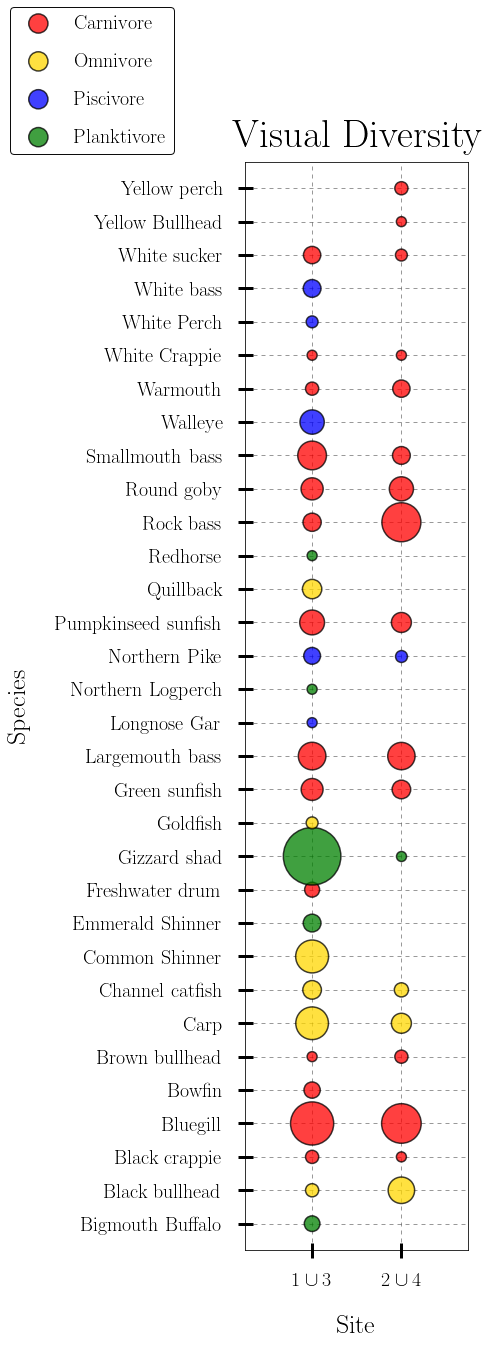 Carnivore
Omnivore
Piscivore
Planktivore
Visual Diversity
Yellow perch
Yellow Bullhead
White sucker
White bass
White Perch
White Crappie
Warmouth
Walleye
Smallmouth bass
Round goby
Rock bass
Redhorse
Quillback
Pumpkinseed sunfish
Northern Pike
Northern Logperch
Longnose Gar
Largemouth bass
Green sunfish
Goldfish
Gizzard shad
Freshwater drum
Emmerald Shinner
Common Shinner
Channel catfish
Carp
Brown bullhead
Bowfin
Bluegill
Black crappie
Black bullhead
Bigmouth Buffalo
Species
1 ∪ 3 2 ∪ 4
Site